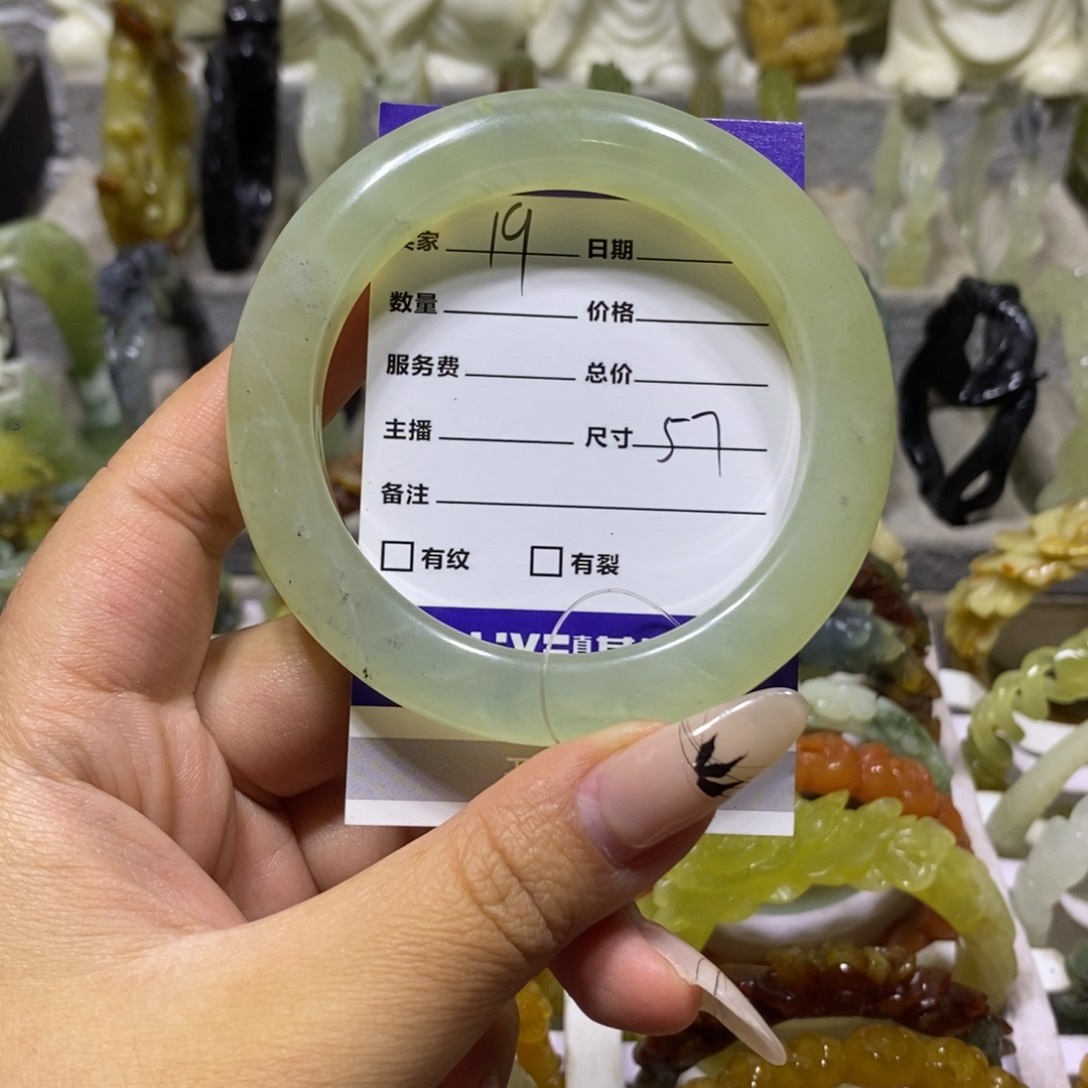 家 19 日期
数量 价格
服务费 总价
主播 尺寸 57
备注
有纹 有裂
LIVE